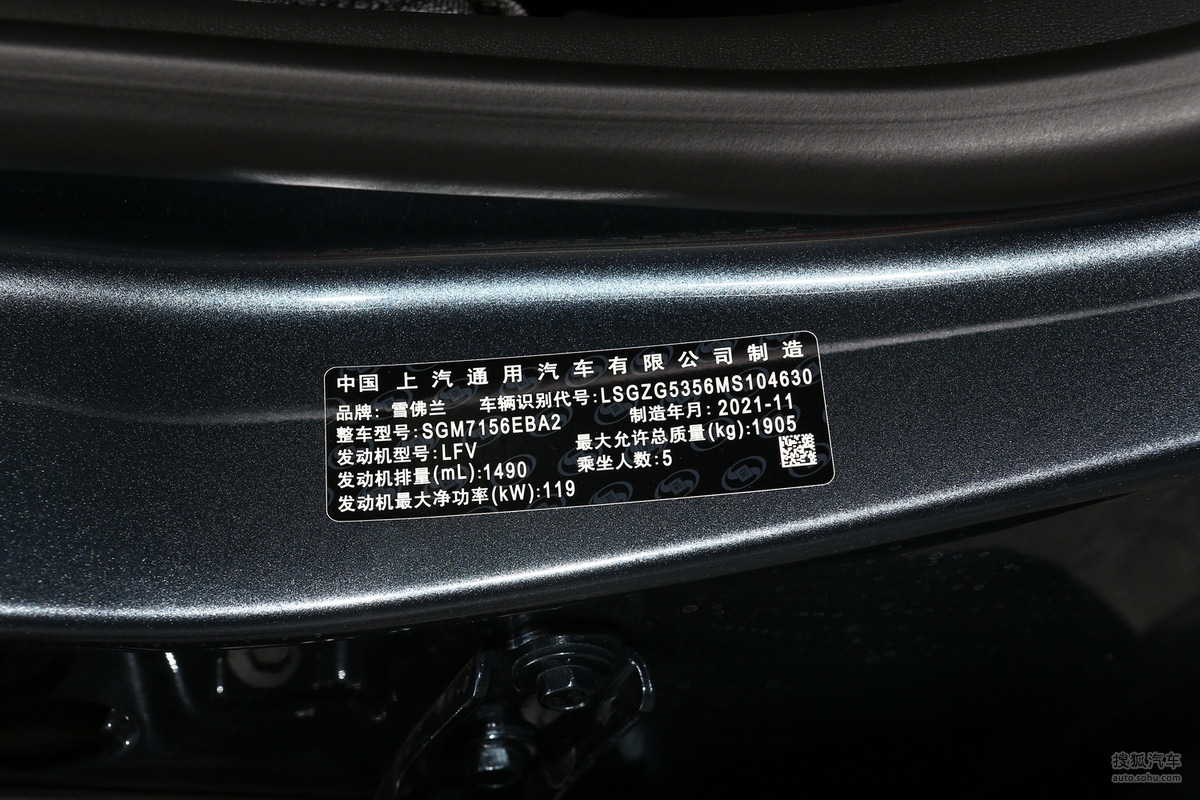 中国 上汽通用汽车有限公司制造
品牌: 雪佛兰 车辆识别代号:LSGZG5356MS104630
整车型号:SGM7156EBA2 制造年月: 2021-11
发动机型号:LFV 最大允许总质量(kg):1905
发动机排量(mL):1490 乘坐人数:5
发动机最大净功率(kW):119
搜狐汽车
auto.sohu.com